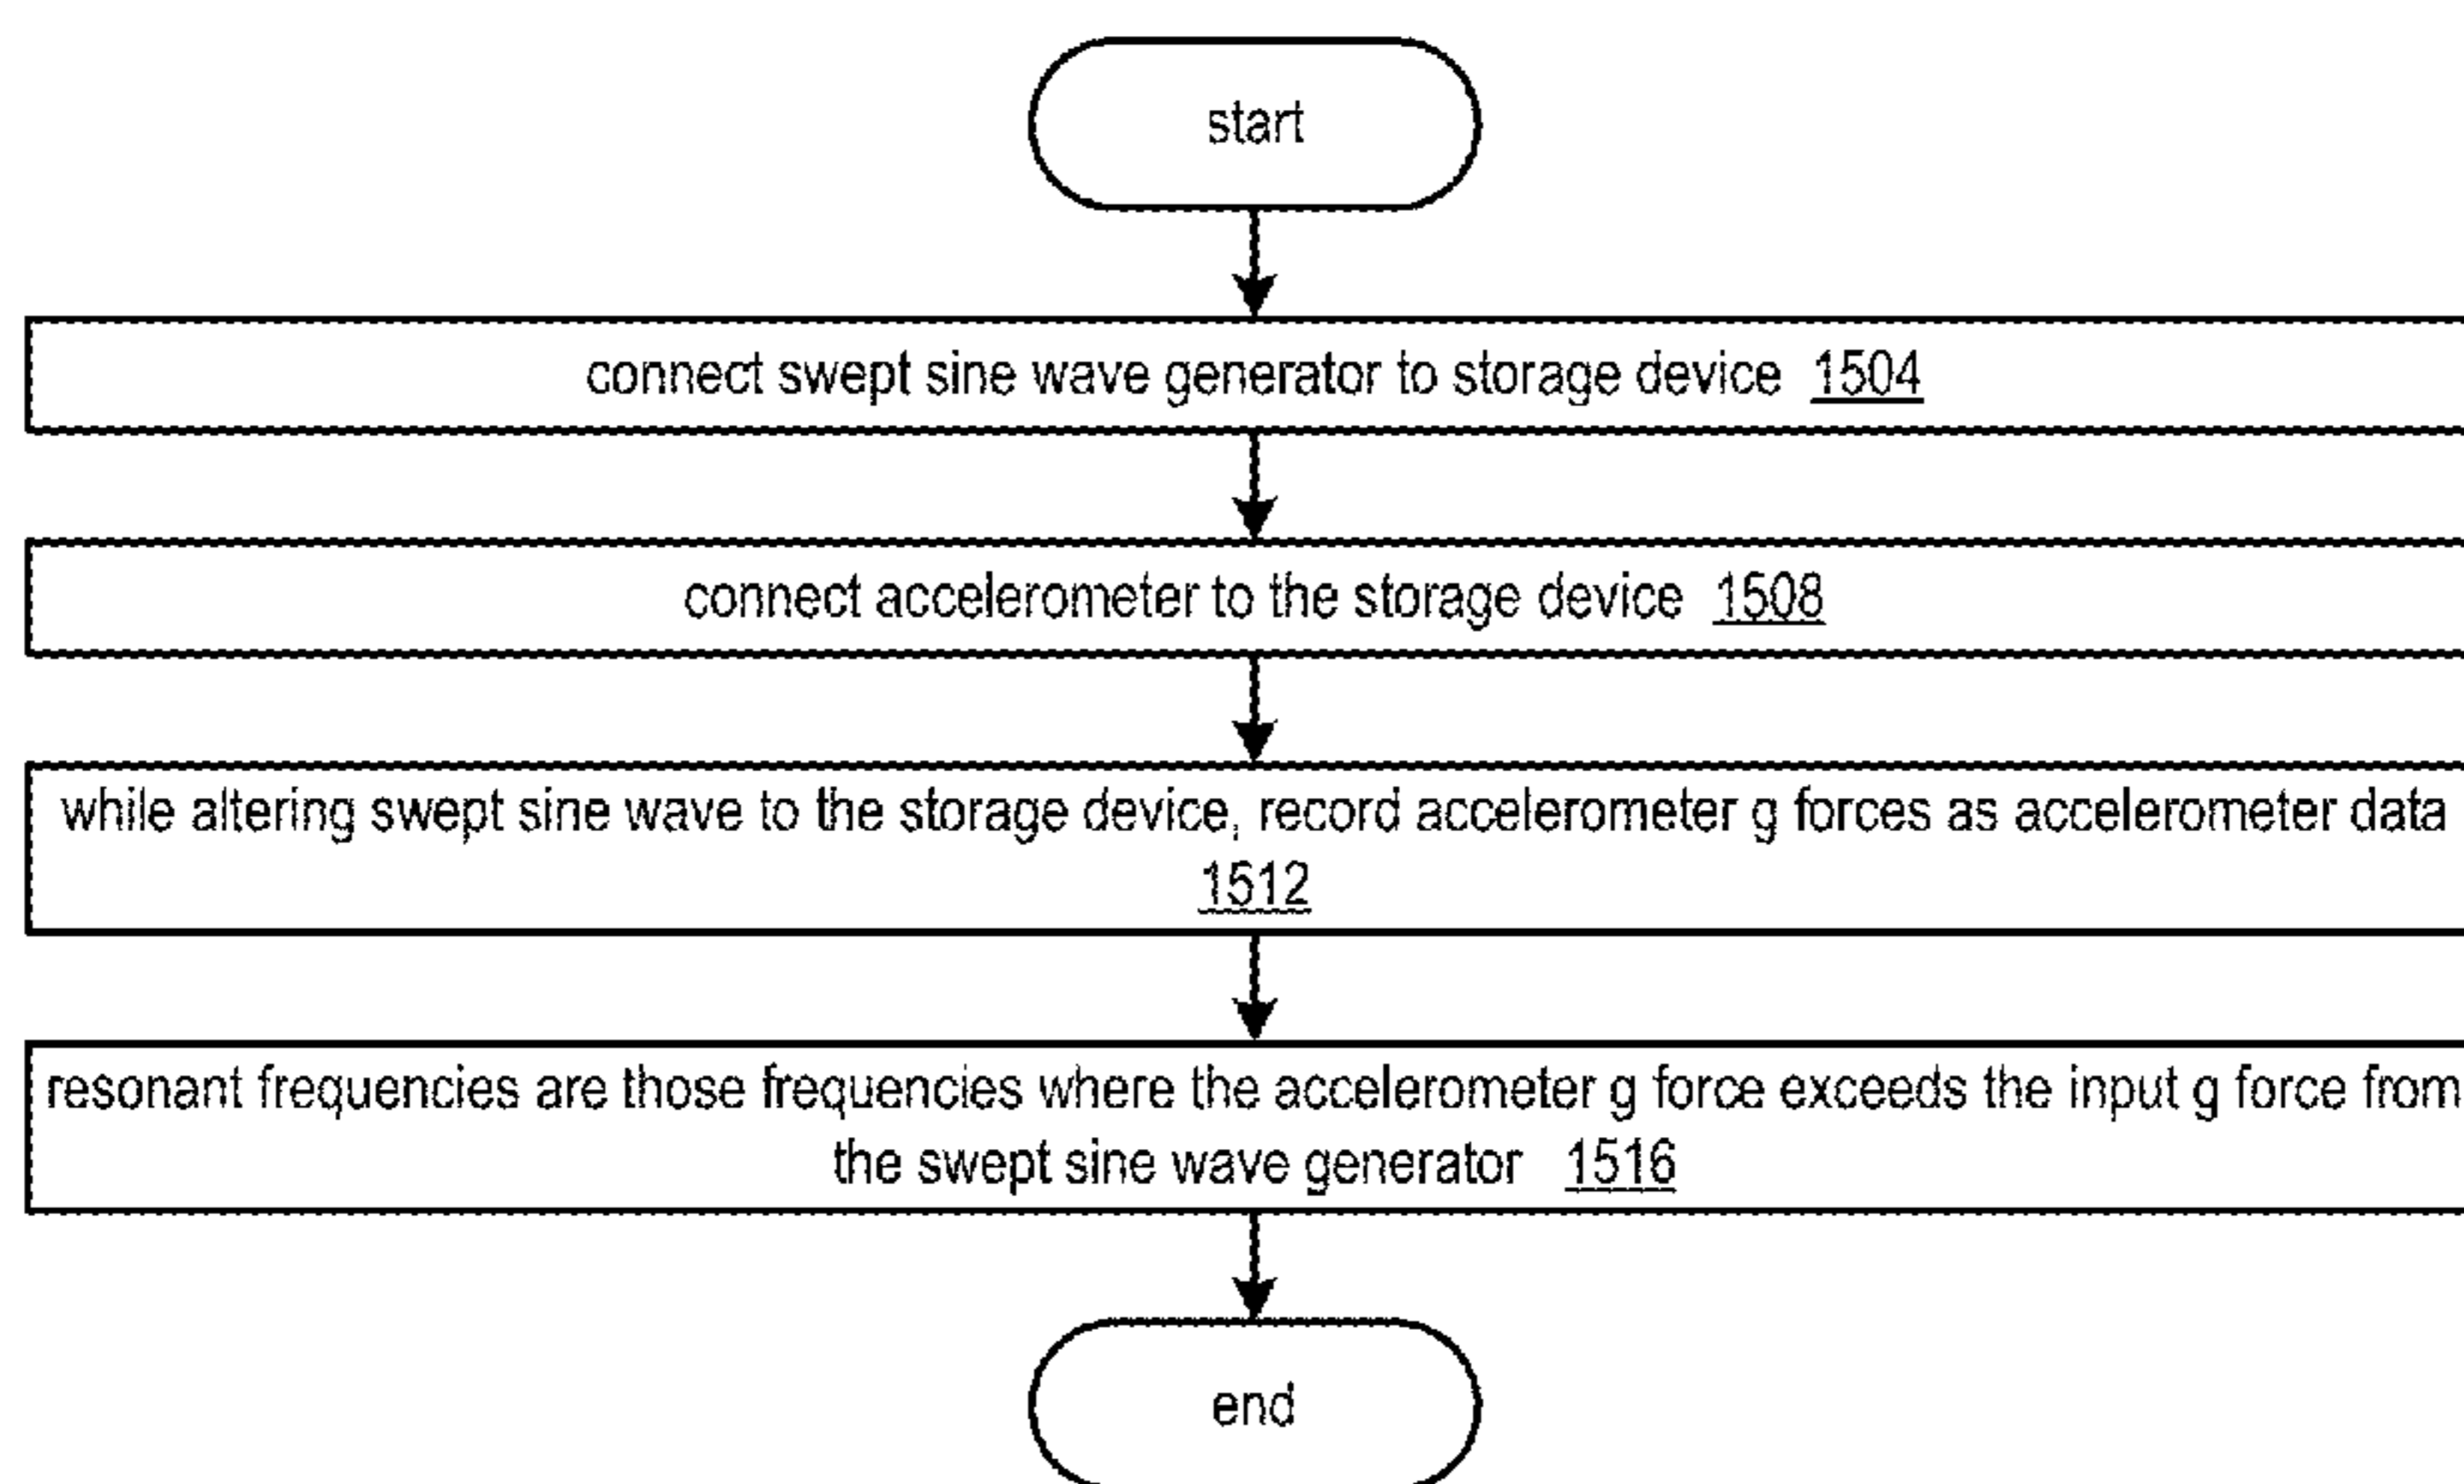 start
connect swept sine wave generator to storage device 1504
connect accelerometer to the storage device 1508
while altering swept sine wave to the storage device, record accelerometer g forces as accelerometer data
1512
resonant frequencies are those frequencies where the accelerometer g force exceeds the input g force from
the swept sine wave generator 1516
end